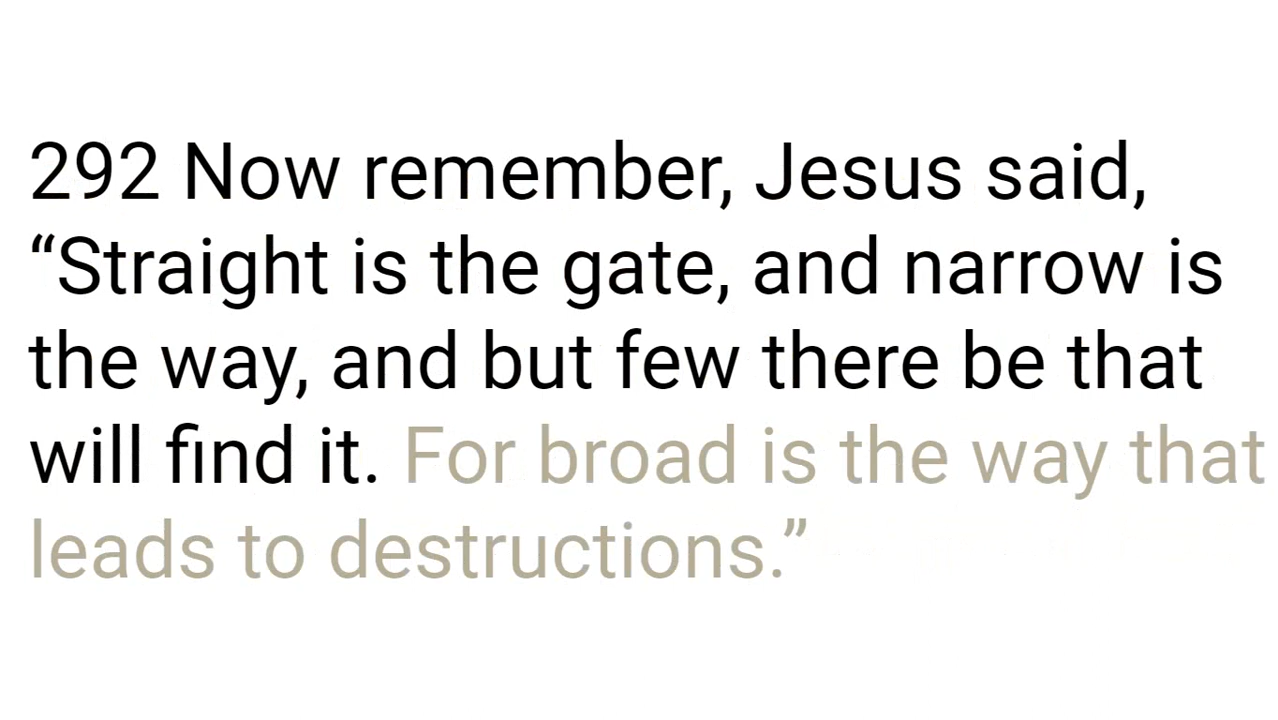 292 Now remember, Jesus said,
“Straight is the gate, and narrow is
the way, and but few there be that
will find it. For broad is the way that
leads to destructions.”